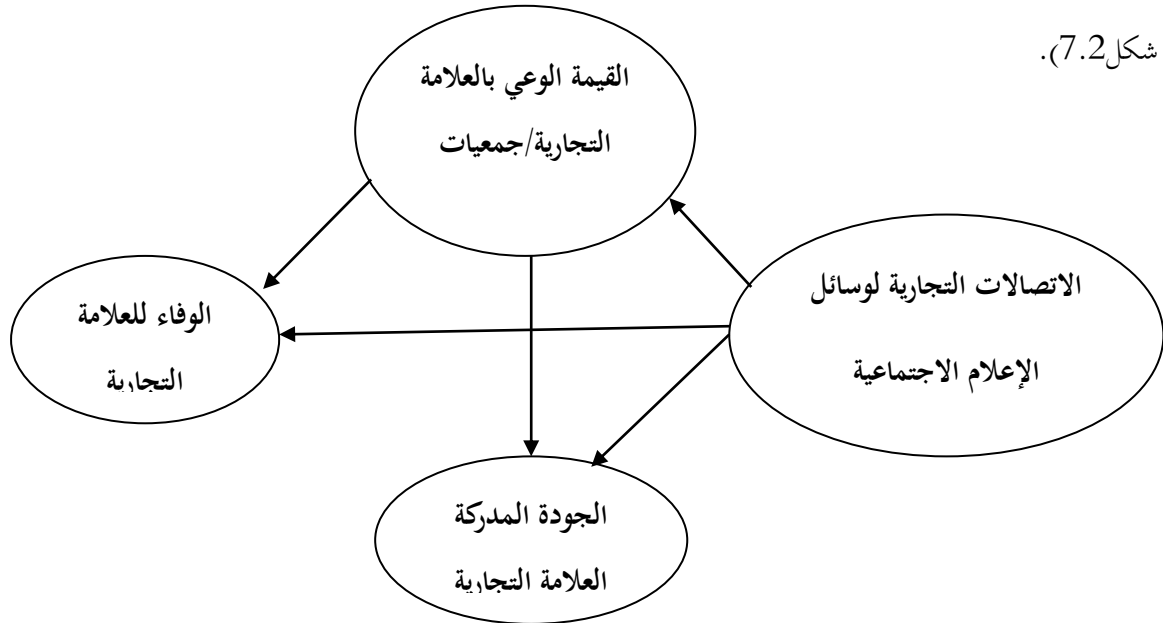 شكل7.2).
القيمة الوعي بالعلامة
التجارية/جمعيات
الاتصالات التجارية لوسائل
الإعلام الاجتماعية
الوفاء للعلامة
التجارية
الجودة المدركة
العلامة التجارية